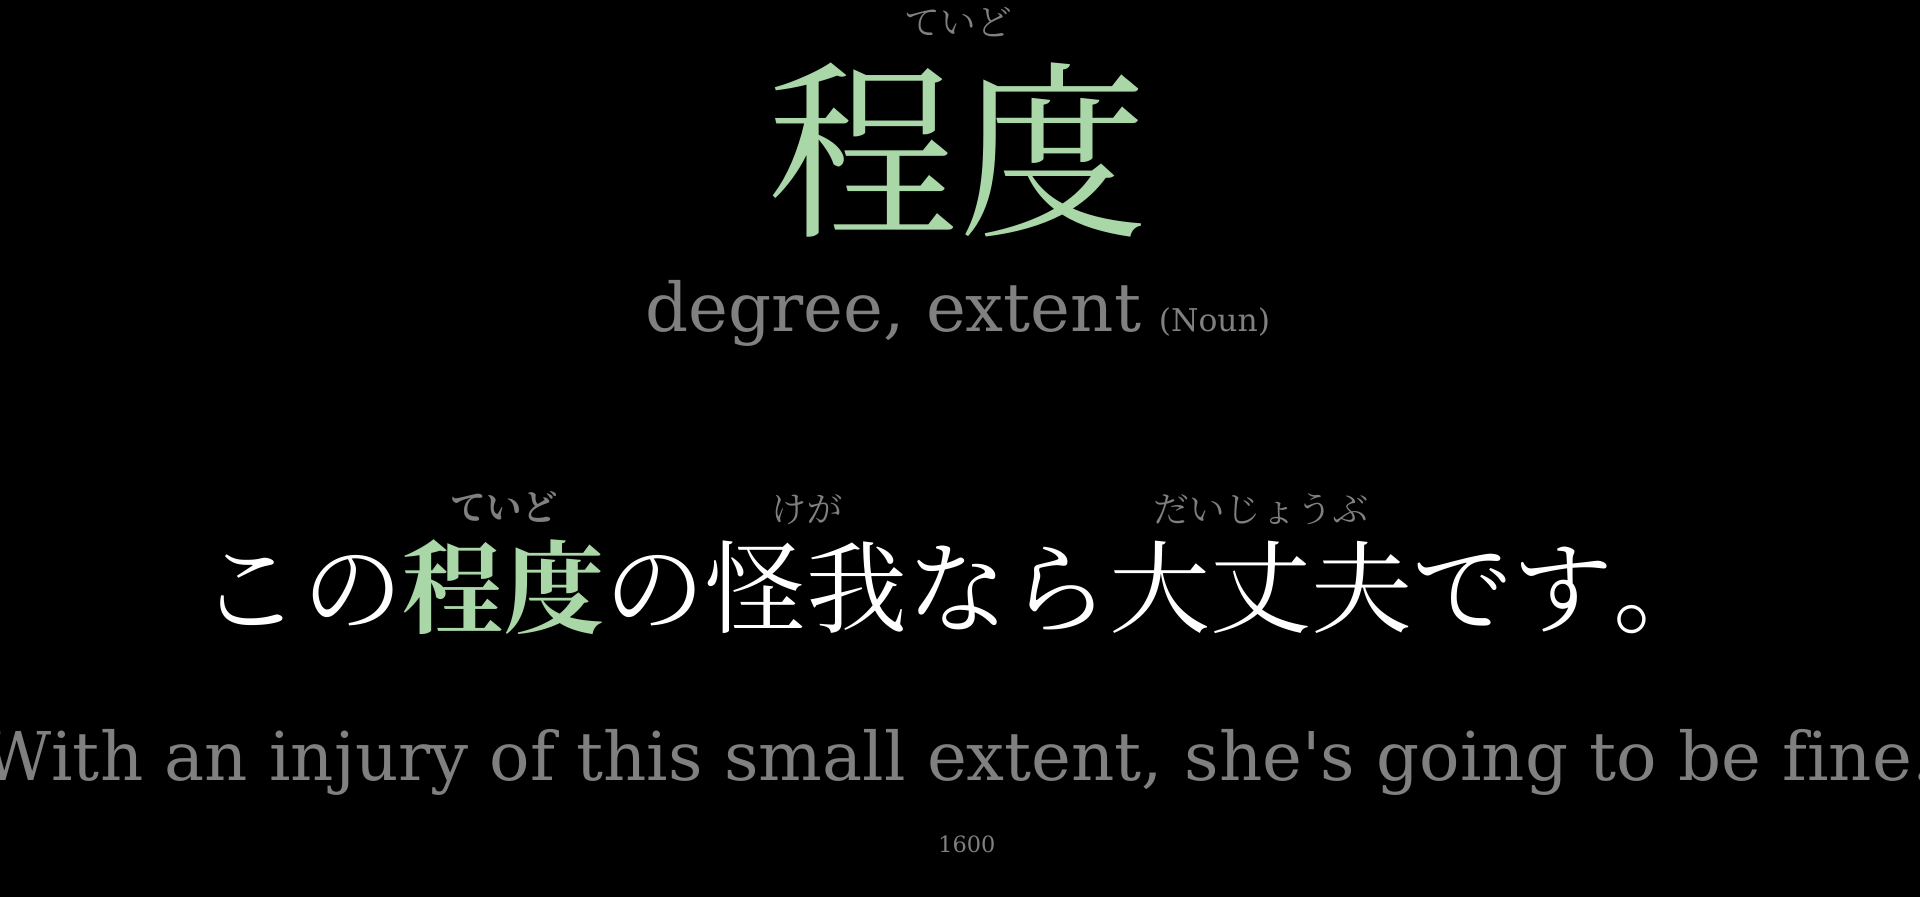 ていど
程度
degree, extent (Noun)
ていど けが だいじょうぶ
この程度の怪我なら大丈夫です。
With an injury of this small extent, she's going to be fine.
1600